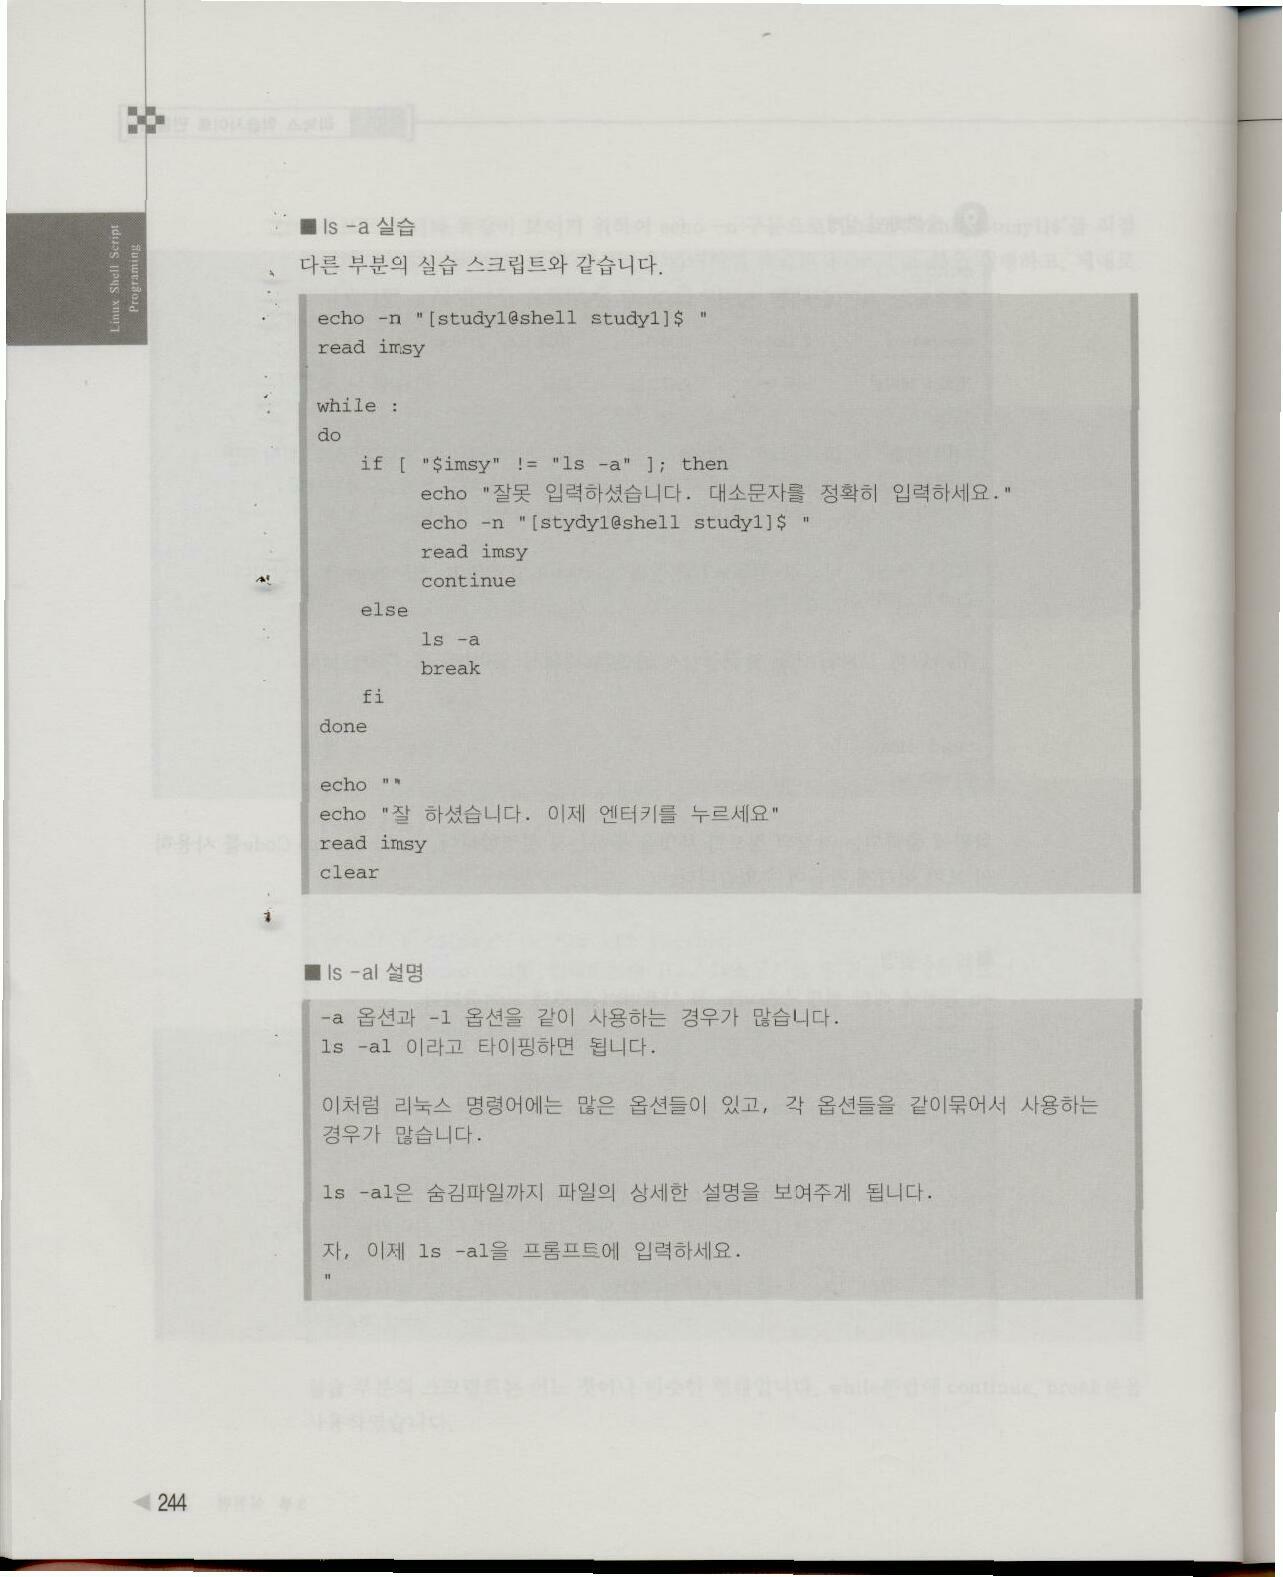 Linux Shell Script
Programing
■ ls -a 실습
다른 부분의 실습 스크립트와 같습니다.
echo -n "[study1@shell study1]$ "
read imsy
while :
do
if [ "$imsy" != "ls -a" ]; then
echo "잘못 입력하셨습니다. 대소문자를 정확히 입력하세요."
echo -n "[stydy1@shell study1]$ "
read imsy
continue
else
ls -a
break
fi
done
echo ""
echo "잘 하셨습니다. 이제 엔터키를 누르세요"
read imsy
clear
■ ls -al 설명
-a 옵션과 -l 옵션을 같이 사용하는 경우가 많습니다.
ls -al 이라고 타이핑하면 됩니다.
이처럼 리눅스 명령어에는 많은 옵션들이 있고, 각 옵션들을 같이묶어서 사용하는
경우가 많습니다.
ls -al은 숨김파일까지 파일의 상세한 설명을 보여주게 됩니다.
자, 이제 ls -al을 프롬프트에 입력하세요.
"
◀ 244